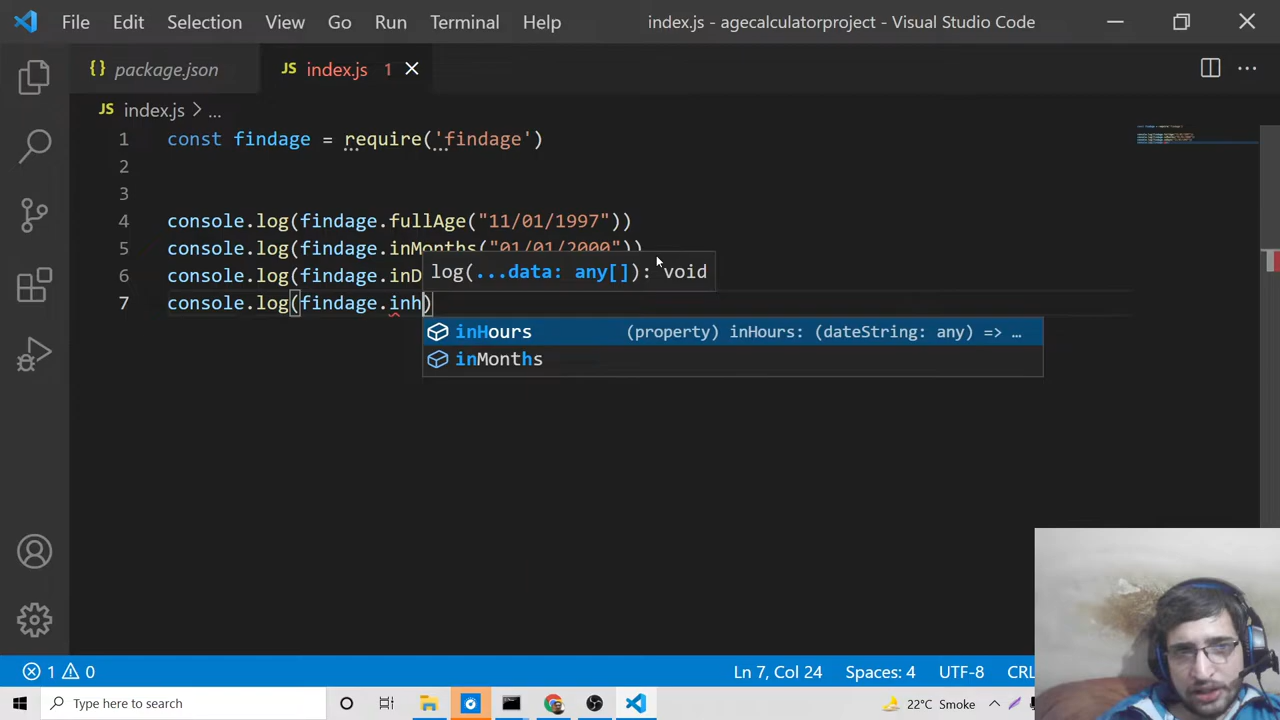 File Edit Selection View Go Run Terminal Help index.js - agecalculatorproject - Visual Studio Code
{} package.json JS index.js 1
JS index.js > ...
1 const findage = require('findage')
2
3
4 console.log(findage.fullAge("11/01/1997"))
5 console.log(findage.inMonths("01/01/2000"))
log(...data: any[]): void
6 console.log(findage.inD
7 console.log(findage.inh)
inHours (property) inHours: (dateString: any) => …
inMonths
1 0 Ln 7, Col 24 Spaces: 4 UTF-8 CRL
Type here to search 22°C Smoke